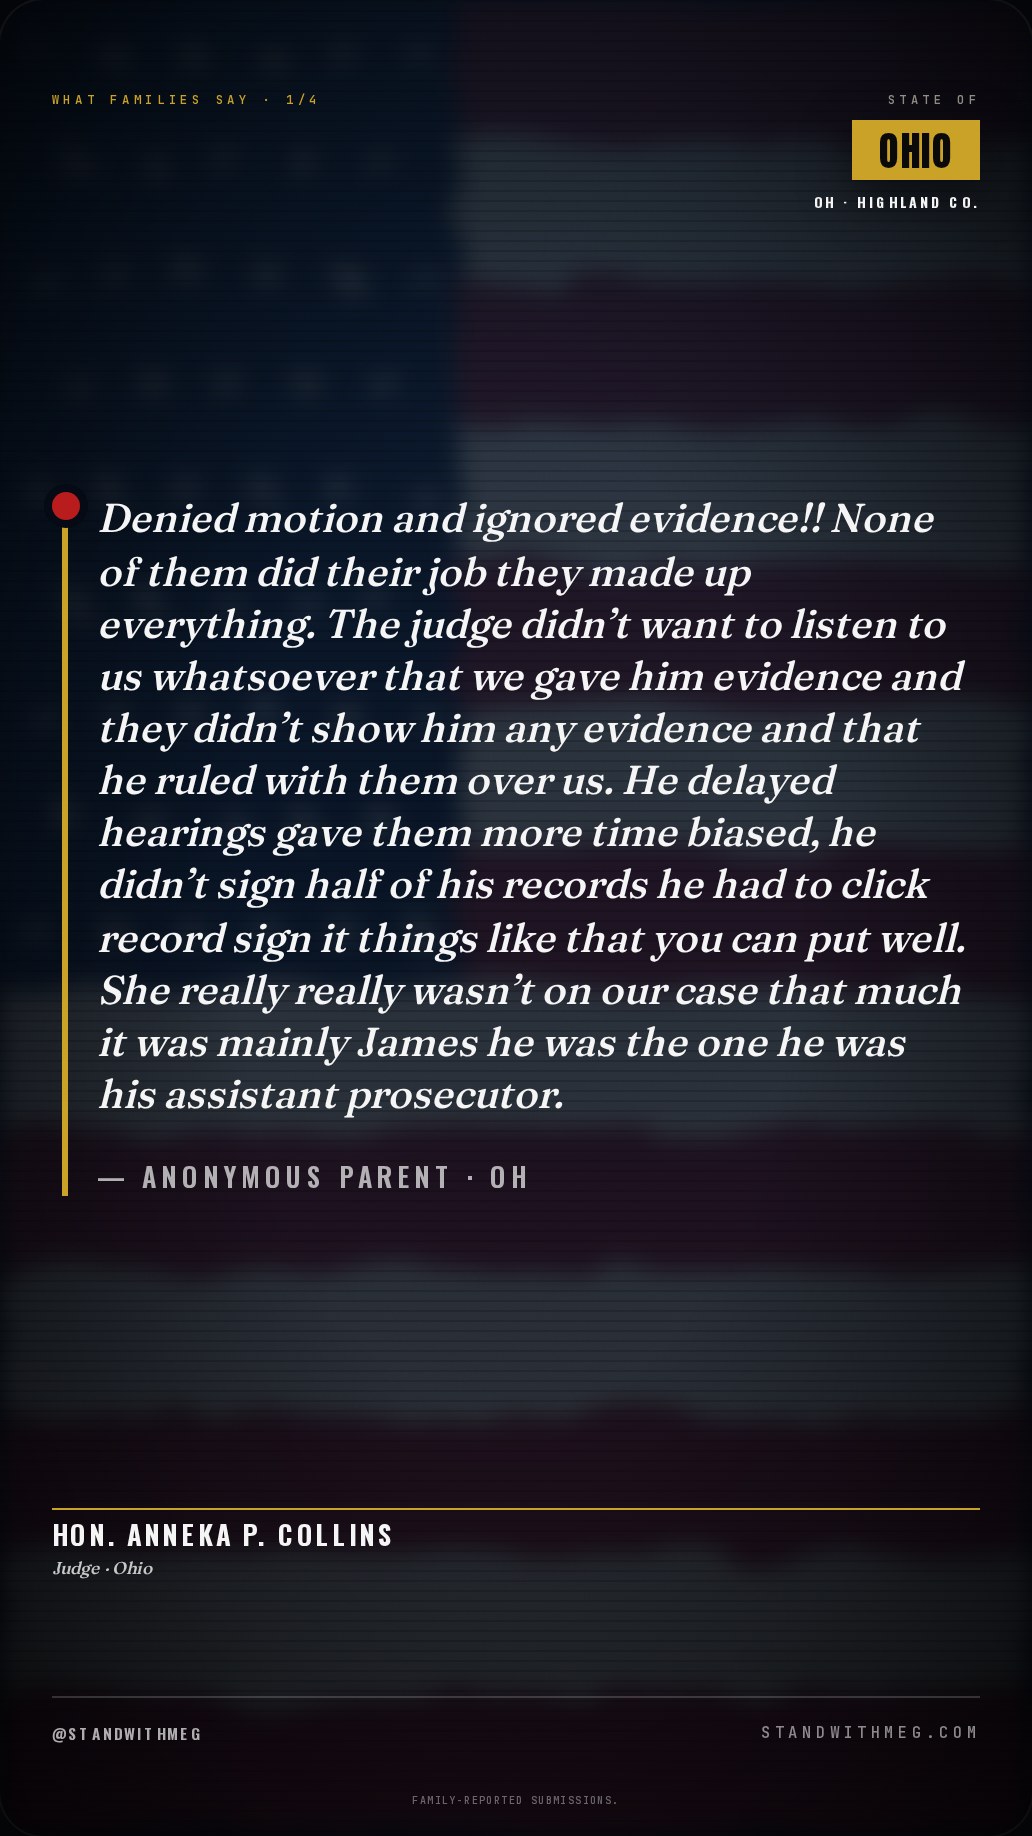 WHAT FAMILIES SAY · 1/4
STATE OF
OHIO
OH · HIGHLAND CO.
Denied motion and ignored evidence!! None
of them did their job they made up
everything. The judge didn’t want to listen to
us whatsoever that we gave him evidence and
they didn’t show him any evidence and that
he ruled with them over us. He delayed
hearings gave them more time biased, he
didn’t sign half of his records he had to click
record sign it things like that you can put well.
She really really wasn’t on our case that much
it was mainly James he was the one he was
his assistant prosecutor.
— ANONYMOUS PARENT · OH
HON. ANNEKA P. COLLINS
Judge · Ohio
@STANDWITHMEG
STANDWITHMEG.COM
FAMILY-REPORTED SUBMISSIONS.